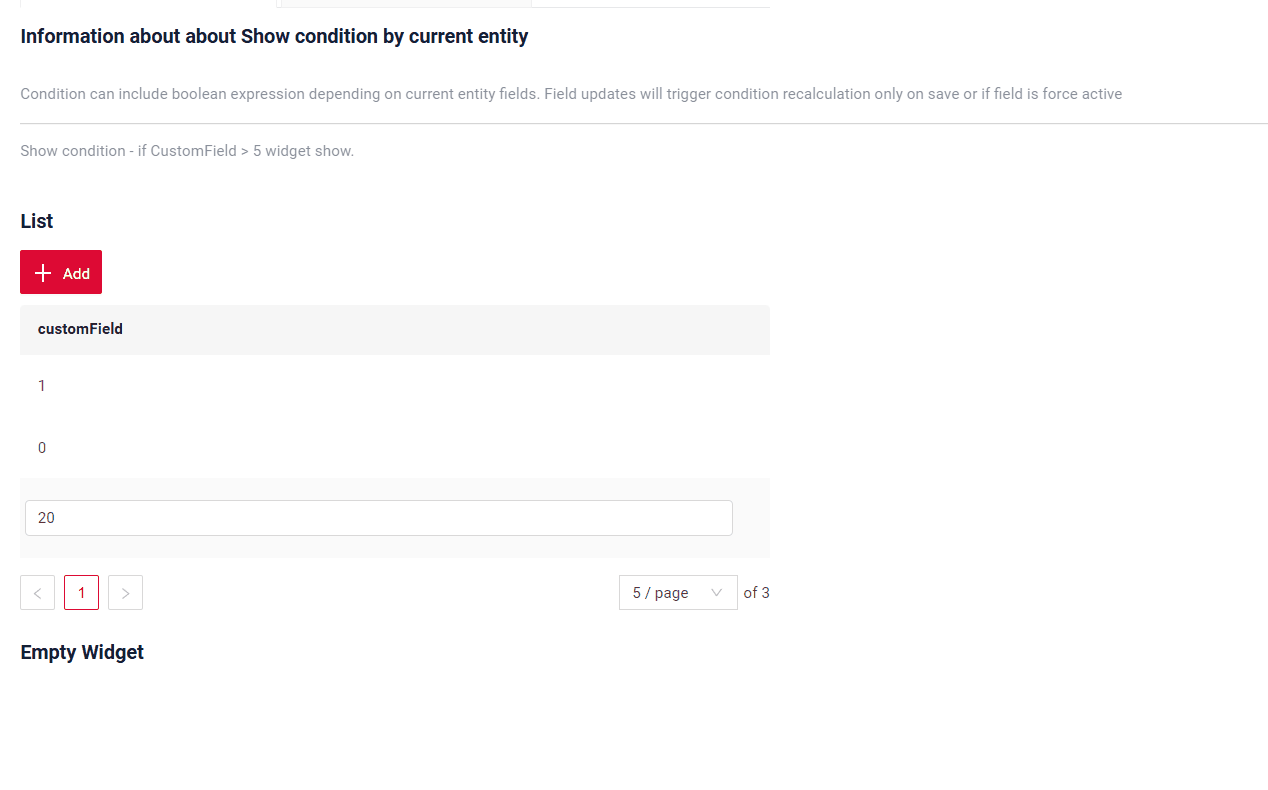 Information about about Show condition by current entity
Condition can include boolean expression depending on current entity fields. Field updates will trigger condition recalculation only on save or if field is force active
Show condition - if CustomField > 5 widget show.
List
Add
customField
1
0
20
1
5 / page
of 3
Empty Widget